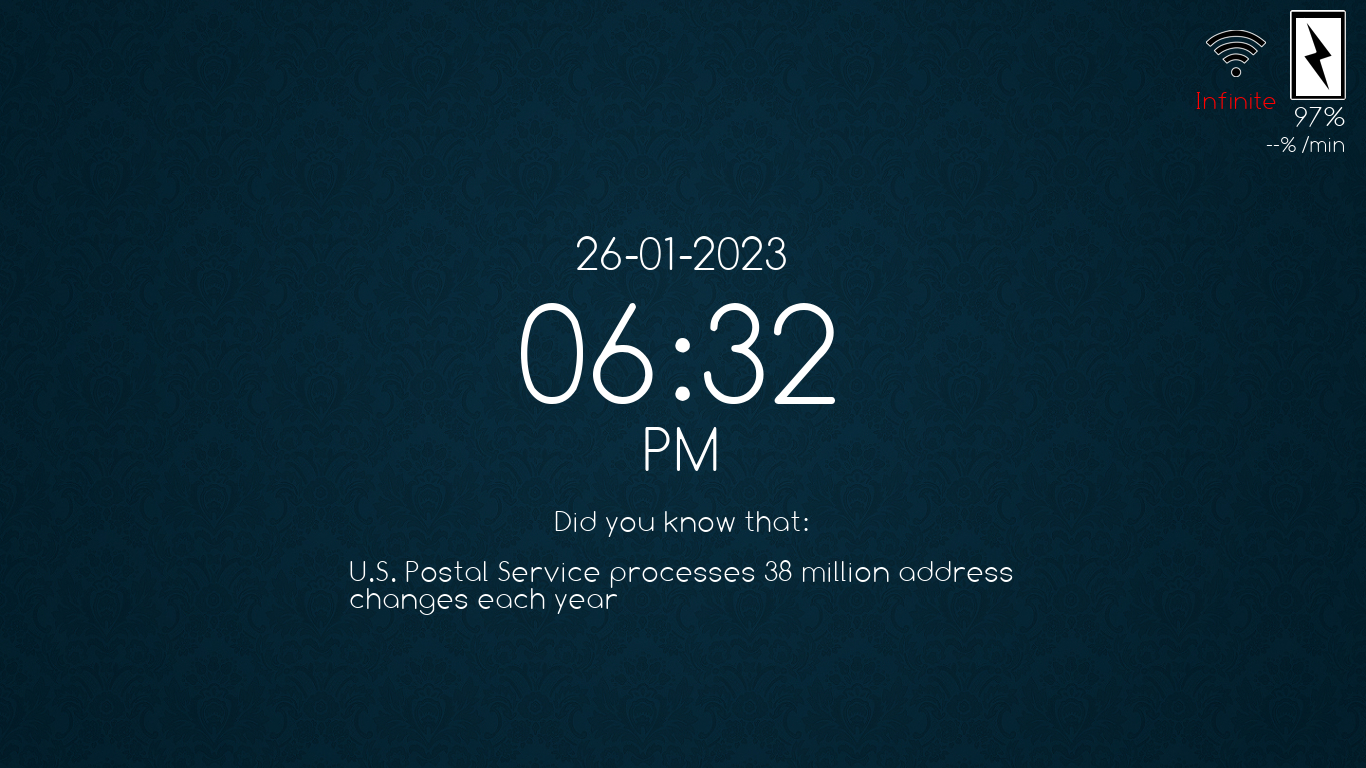 Infinite
97%
--% /min
26-01-2023
06:32
PM
Did you know that:
U.S. Postal Service processes 38 million address
changes each year